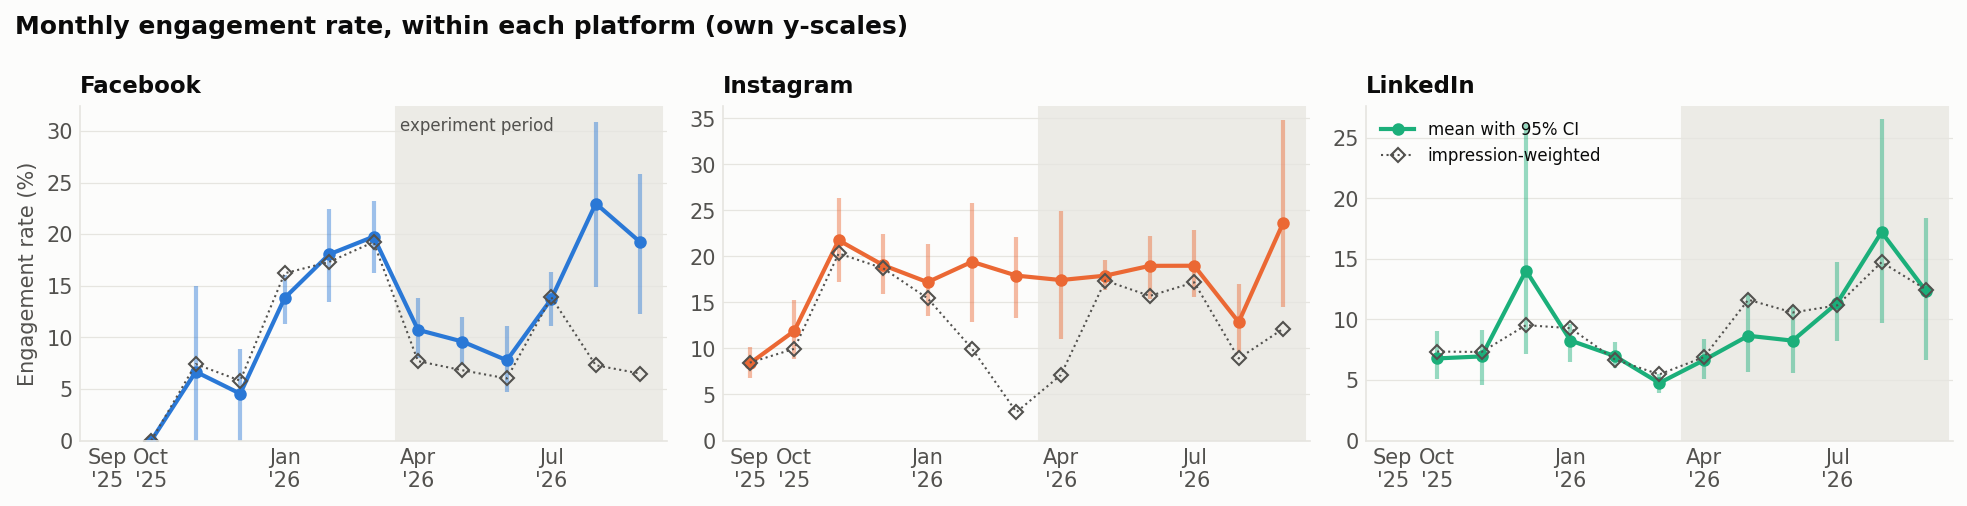 Monthly engagement rate, within each platform (own y-scales)
Facebook
Engagement rate (%)
30
25
20
15
10
5
0
experiment period
Sep Oct Jan Apr Jul
'25 '25 '26 '26 '26
Instagram
35
30
25
20
15
10
5
0
Sep Oct Jan Apr Jul
'25 '25 '26 '26 '26
LinkedIn
25
20
15
10
5
0
mean with 95% CI
impression-weighted
Sep Oct Jan Apr Jul
'25 '25 '26 '26 '26